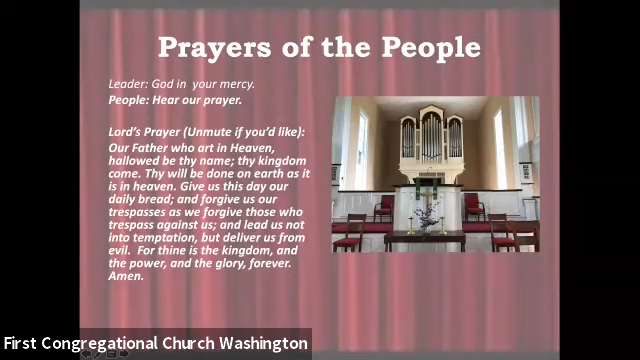 Prayers of the People
Leader: God in  your mercy.
People: Hear our prayer.
Lord's Prayer (Unmute if you'd like):
Our Father who art in Heaven,
hallowed be thy name; thy kingdom
come. Thy will be done on earth as it
is in heaven. Give us this day our
daily bread; and forgive us our
trespasses as we forgive those who
trespass against us; and lead us not
into temptation, but deliver us from
evil.  For thine is the kingdom, and
the power, and the glory, forever.
Amen.
First Congregational Church Washington